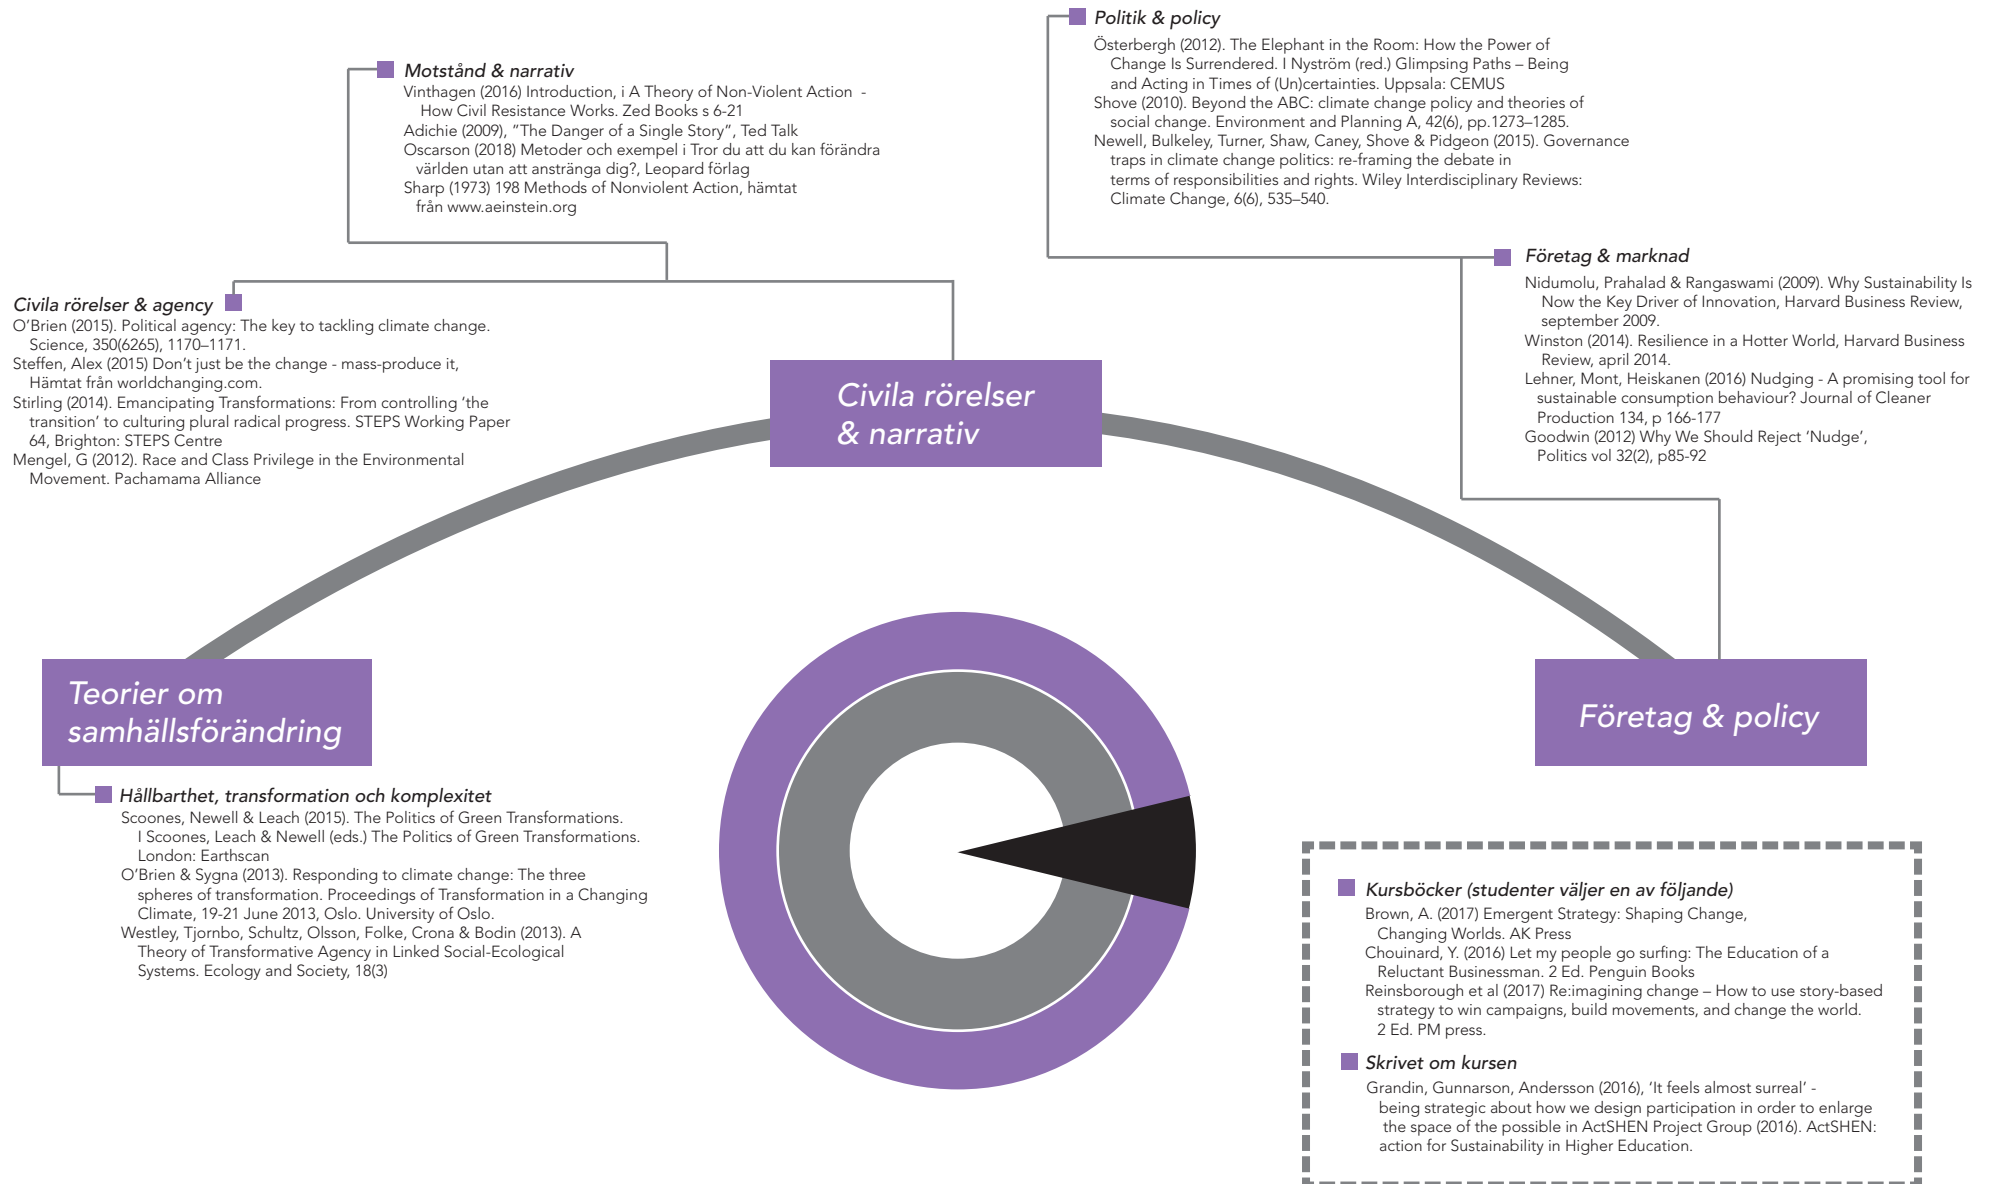 Politik & policy
Österbergh (2012). The Elephant in the Room: How the Power of
Change Is Surrendered. I Nyström (red.) Glimpsing Paths – Being
and Acting in Times of (Un)certainties. Uppsala: CEMUS
Shove (2010). Beyond the ABC: climate change policy and theories of
social change. Environment and Planning A, 42(6), pp.1273–1285.
Newell, Bulkeley, Turner, Shaw, Caney, Shove & Pidgeon (2015). Governance
traps in climate change politics: re-framing the debate in
terms of responsibilities and rights. Wiley Interdisciplinary Reviews:
Climate Change, 6(6), 535–540.
Motstånd & narrativ
Vinthagen (2016) Introduction, i A Theory of Non-Violent Action -
How Civil Resistance Works. Zed Books s 6-21
Adichie (2009), ”The Danger of a Single Story”, Ted Talk
Oscarson (2018) Metoder och exempel i Tror du att du kan förändra
världen utan att anstränga dig?, Leopard förlag
Sharp (1973) 198 Methods of Nonviolent Action, hämtat
från www.aeinstein.org
Företag & marknad
Nidumolu, Prahalad & Rangaswami (2009). Why Sustainability Is
Now the Key Driver of Innovation, Harvard Business Review,
september 2009.
Winston (2014). Resilience in a Hotter World, Harvard Business
Review, april 2014.
Lehner, Mont, Heiskanen (2016) Nudging - A promising tool for
sustainable consumption behaviour? Journal of Cleaner
Production 134, p 166-177
Goodwin (2012) Why We Should Reject ’Nudge’,
Politics vol 32(2), p85-92
Civila rörelser & agency
O’Brien (2015). Political agency: The key to tackling climate change.
Science, 350(6265), 1170–1171.
Steffen, Alex (2015) Don’t just be the change - mass-produce it,
Hämtat från worldchanging.com.
Stirling (2014). Emancipating Transformations: From controlling ‘the
transition’ to culturing plural radical progress. STEPS Working Paper
64, Brighton: STEPS Centre
Mengel, G (2012). Race and Class Privilege in the Environmental
Movement. Pachamama Alliance
Civila rörelser
& narrativ
Teorier om
samhällsförändring
Företag & policy
Hållbarthet, transformation och komplexitet
Scoones, Newell & Leach (2015). The Politics of Green Transformations.
I Scoones, Leach & Newell (eds.) The Politics of Green Transformations.
London: Earthscan
O’Brien & Sygna (2013). Responding to climate change: The three
spheres of transformation. Proceedings of Transformation in a Changing
Climate, 19-21 June 2013, Oslo. University of Oslo.
Westley, Tjornbo, Schultz, Olsson, Folke, Crona & Bodin (2013). A
Theory of Transformative Agency in Linked Social-Ecological
Systems. Ecology and Society, 18(3)
Kursböcker (studenter väljer en av följande)
Brown, A. (2017) Emergent Strategy: Shaping Change,
Changing Worlds. AK Press
Chouinard, Y. (2016) Let my people go surfing: The Education of a
Reluctant Businessman. 2 Ed. Penguin Books
Reinsborough et al (2017) Re:imagining change – How to use story-based
strategy to win campaigns, build movements, and change the world.
2 Ed. PM press.
Skrivet om kursen
Grandin, Gunnarson, Andersson (2016), ‘It feels almost surreal’ -
being strategic about how we design participation in order to enlarge
the space of the possible in ActSHEN Project Group (2016). ActSHEN:
action for Sustainability in Higher Education.